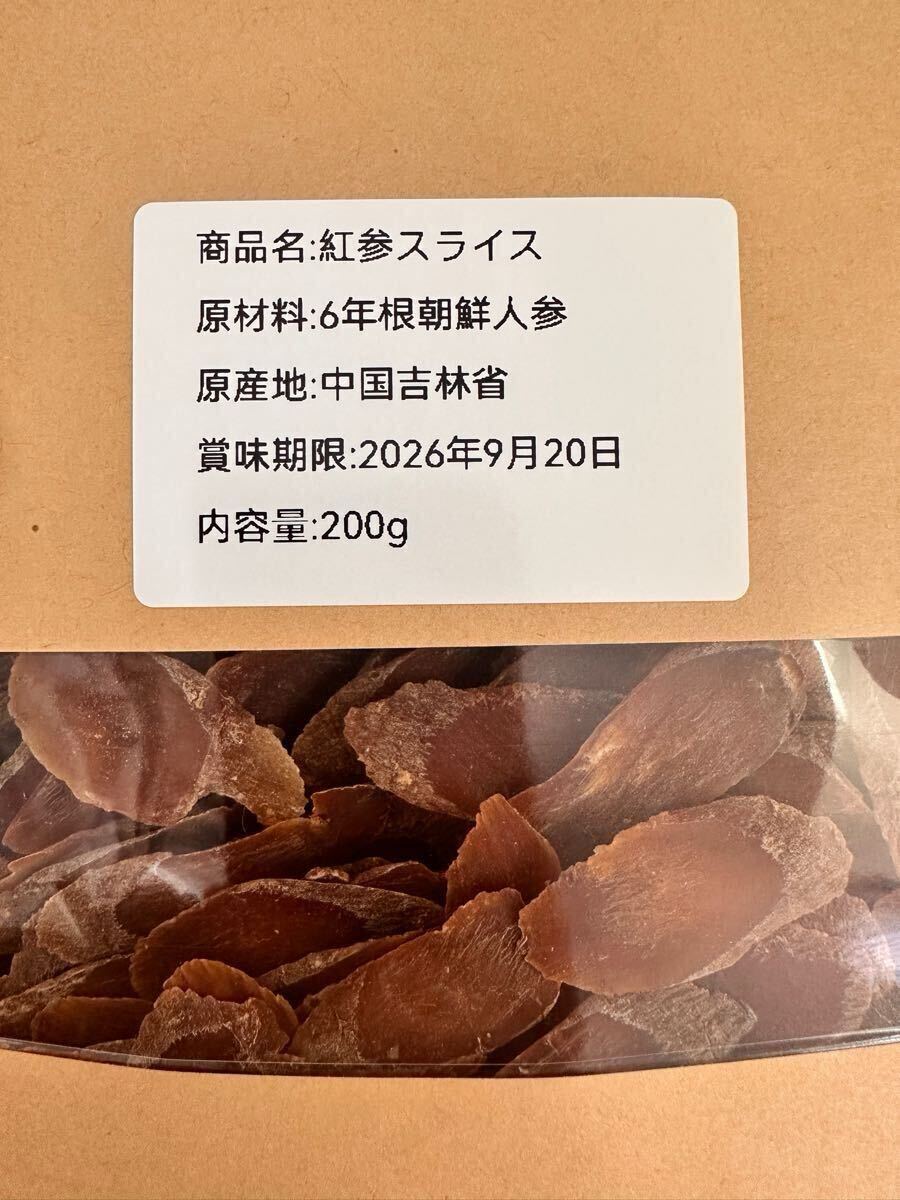 商品名:紅参スライス
原材料:6年根朝鮮人参
原産地:中国吉林省
賞味期限:2026年9月20日
内容量:200g